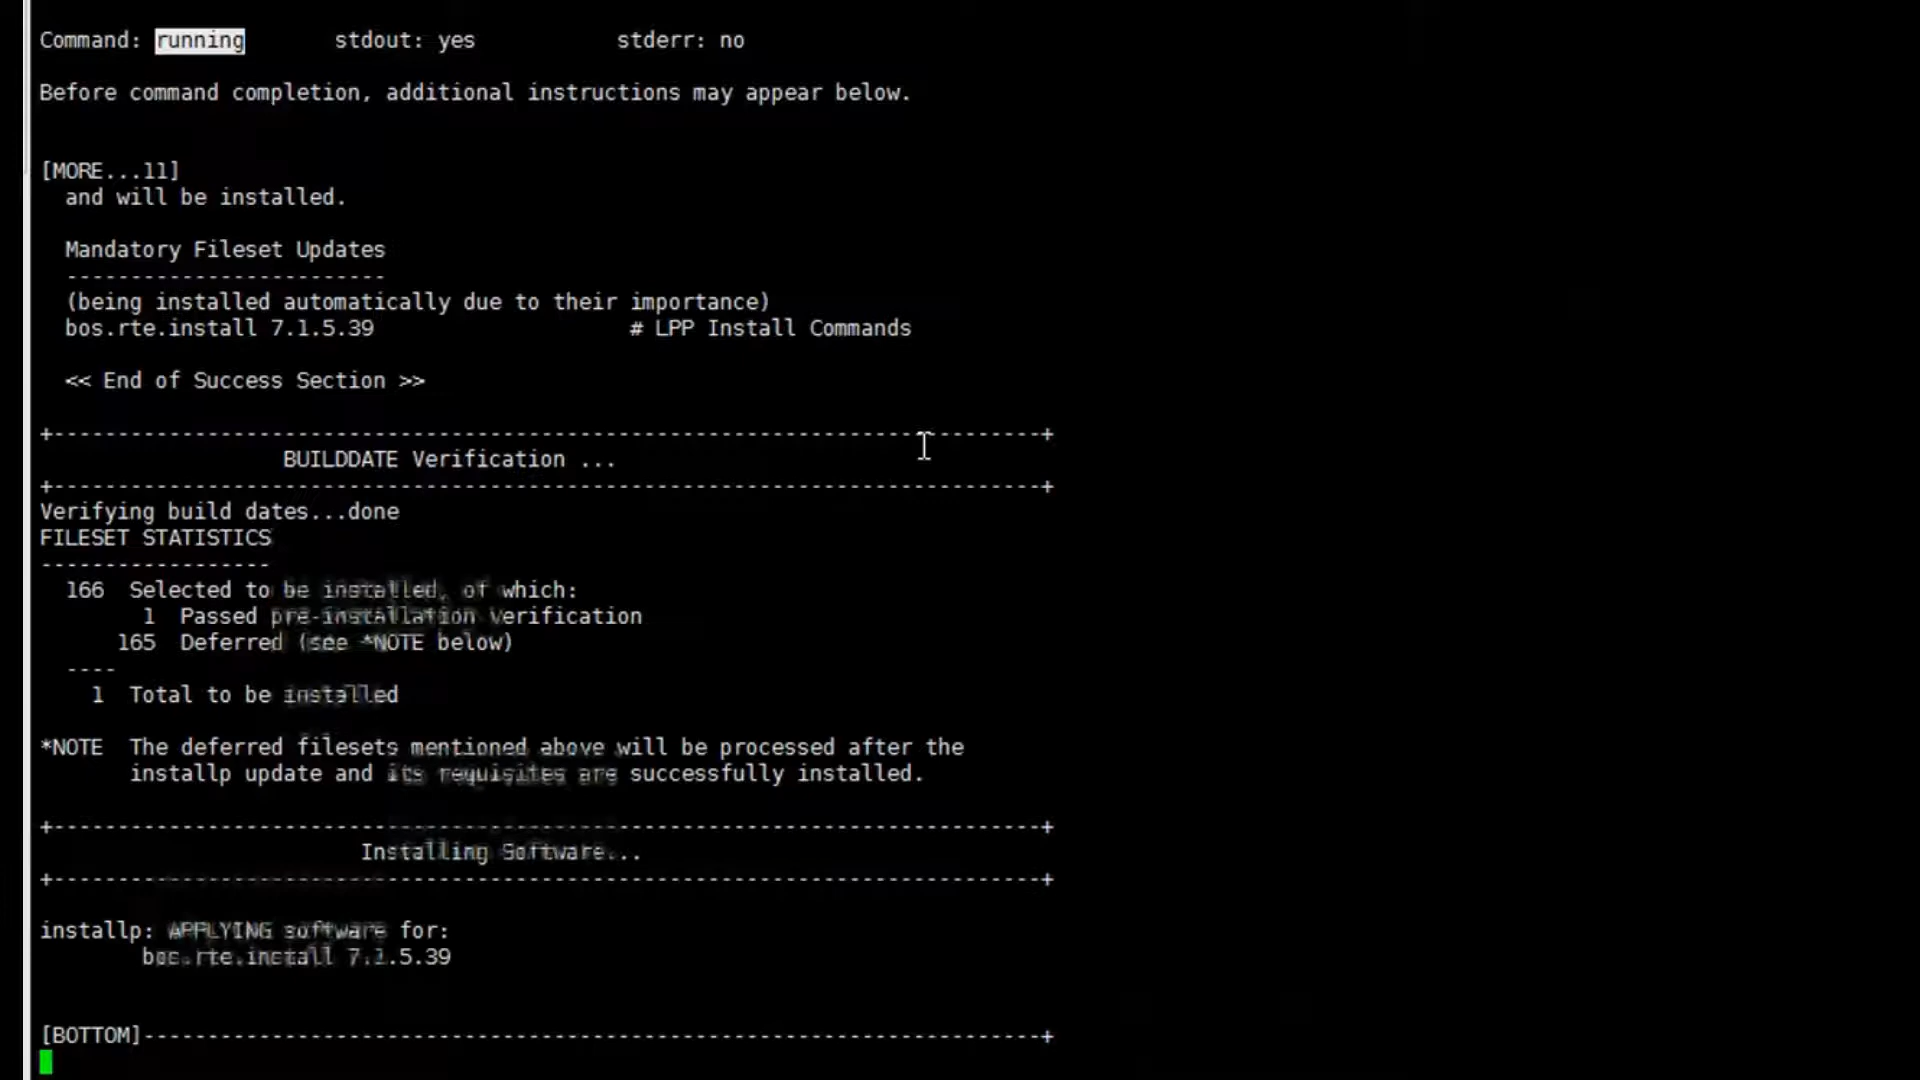 Command: running stdout: yes stderr: no
Before command completion, additional instructions may appear below.
[MORE...11]
and will be installed.
Mandatory Fileset Updates
-------------------------
(being installed automatically due to their importance)
bos.rte.install 7.1.5.39 # LPP Install Commands
<< End of Success Section >>
+-----------------------------------------------------------------------------+
BUILDDATE Verification ...
+-----------------------------------------------------------------------------+
Verifying build dates...done
FILESET STATISTICS
------------------
166 Selected to be installed, of which:
1 Passed pre-installation verification
165 Deferred (see *NOTE below)
----
1 Total to be installed
*NOTE The deferred filesets mentioned above will be processed after the
installp update and its requisites are successfully installed.
+-----------------------------------------------------------------------------+
Installing Software...
+-----------------------------------------------------------------------------+
installp: APPLYING software for:
bos.rte.install 7.1.5.39
[BOTTOM]----------------------------------------------------------------------+